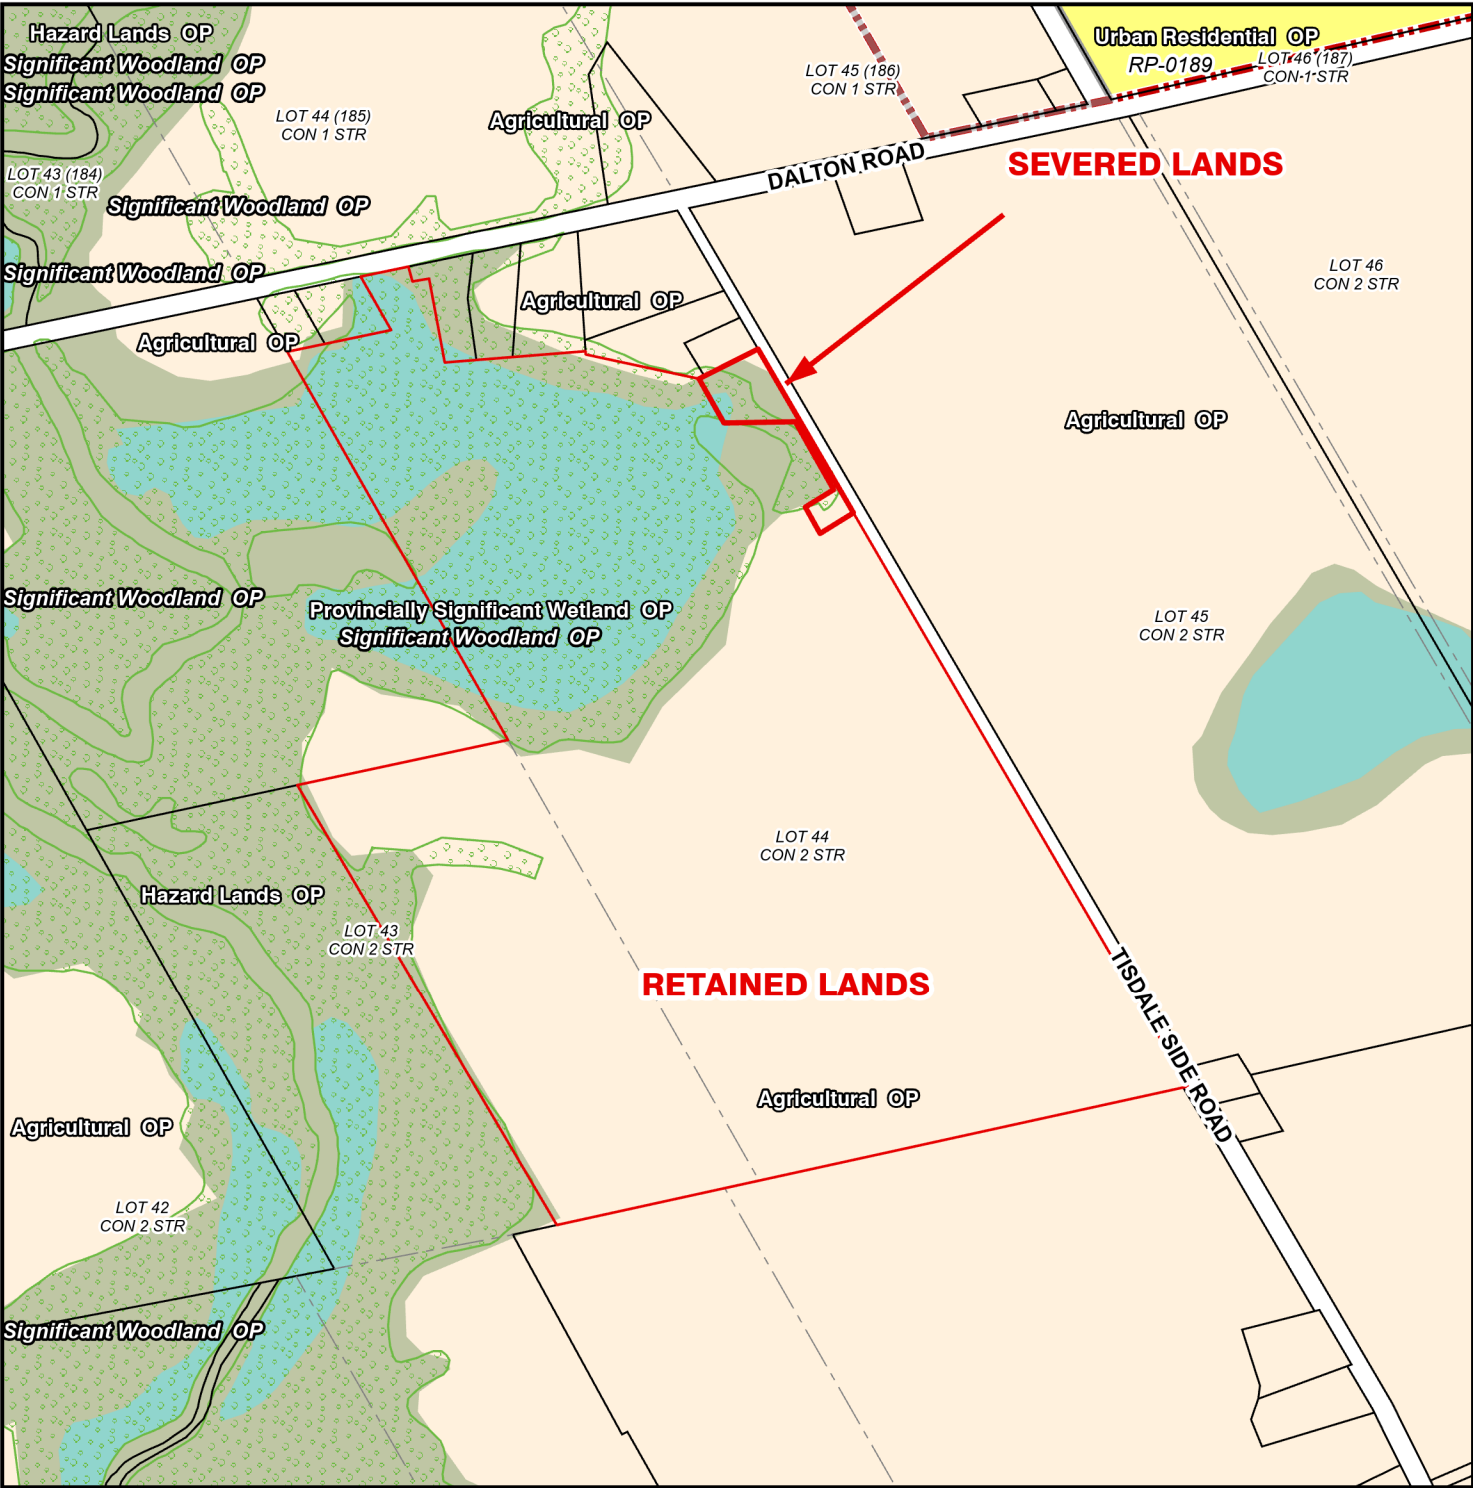 Hazard Lands OP
Significant Woodland OP
Significant Woodland OP
Urban Residential OP
RP-0189
LOT 46 (187)
CON 1 STR
LOT 45 (186)
CON 1 STR
LOT 44 (185)
CON 1 STR
Agricultural OP
LOT 43 (184)
CON 1 STR
DALTON ROAD
SEVERED LANDS
Significant Woodland OP
Significant Woodland OP
LOT 46
CON 2 STR
Agricultural OP
Agricultural OP
Agricultural OP
Significant Woodland OP
Provincially Significant Wetland OP
Significant Woodland OP
LOT 45
CON 2 STR
LOT 44
CON 2 STR
Hazard Lands OP
LOT 43
CON 2 STR
RETAINED LANDS
TISDALE SIDE ROAD
Agricultural OP
Agricultural OP
LOT 42
CON 2 STR
Significant Woodland OP